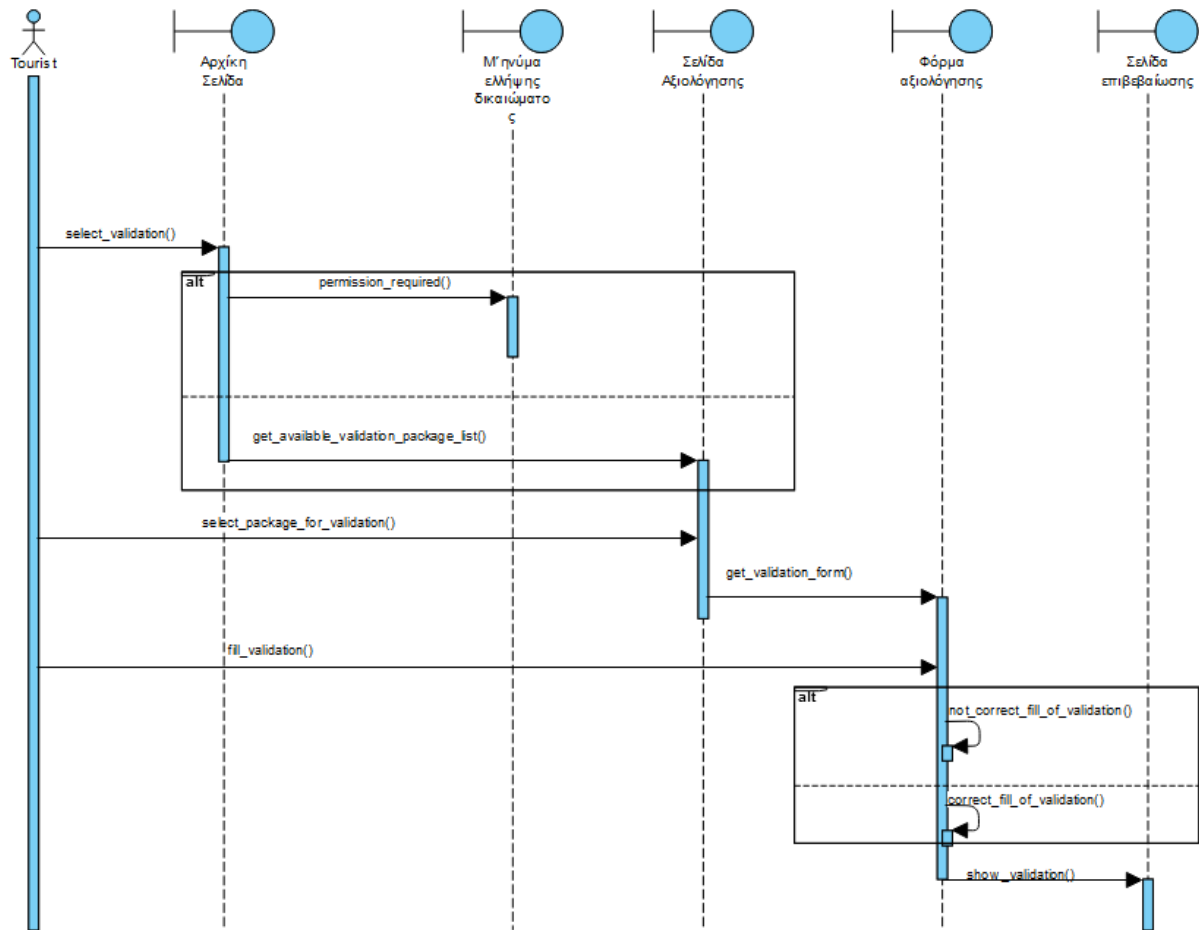 Tourist
Αρχίκη
Σελίδα
Μ'ηνύμα
ελλήψης
δικαιώματο
ς
Σελίδα
Αξιολόγησης
Φόρμα
αξιολόγησης
Σελίδα
επιβεβαίωσης
select_validation()
alt
permission_required()
get_available_validation_package_list()
select_package_for_validation()
get_validation_form()
fill_validation()
alt
not_correct_fill_of_validation()
correct_fill_of_validation()
show_validation()